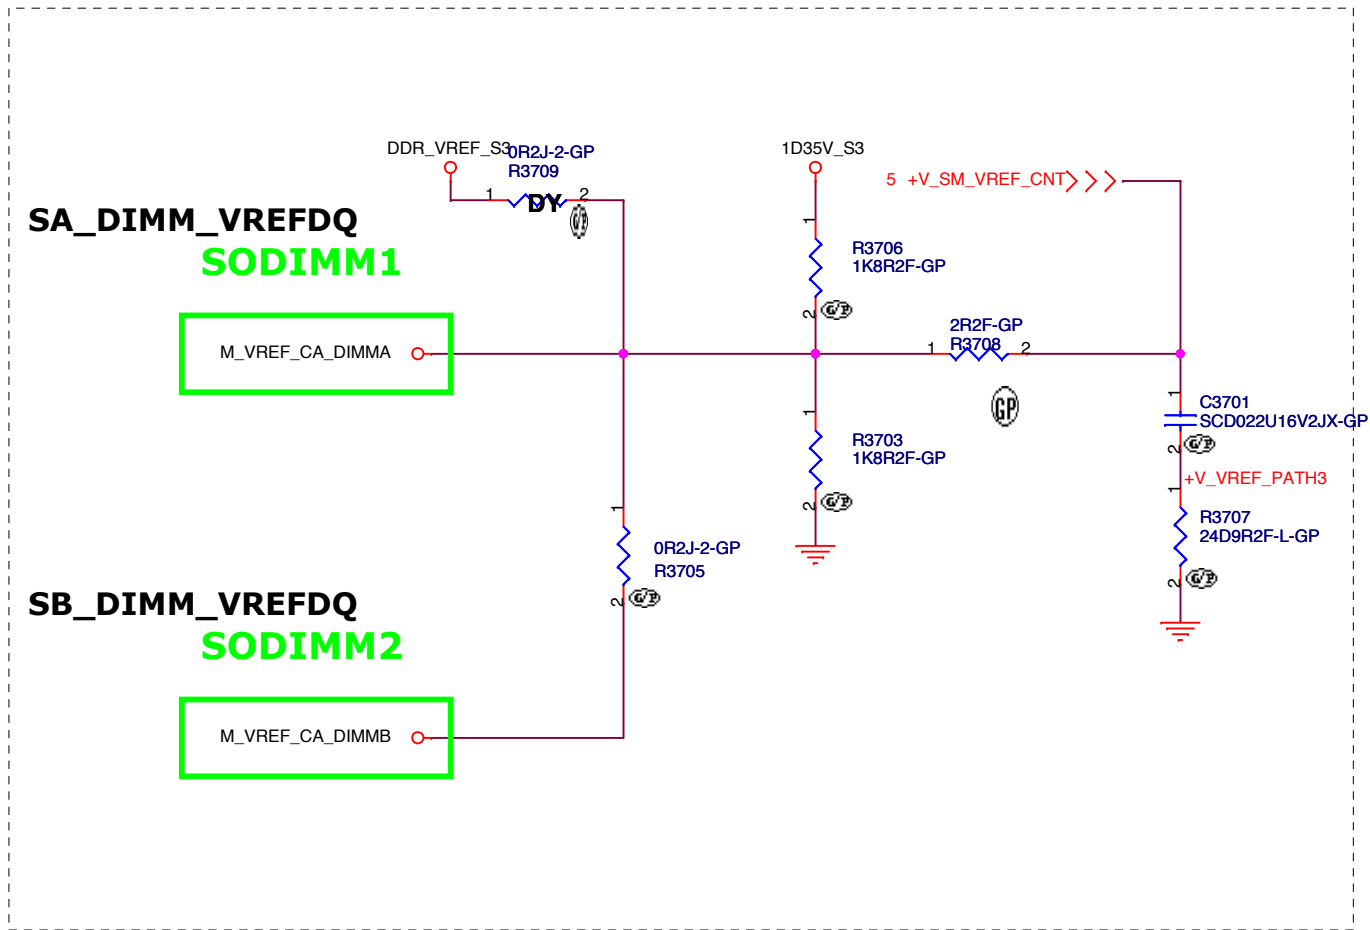 DDR_VREF_S3
0R2J-2-GP
R3709
1
DY
2
G/P
1D35V_S3
5 +V_SM_VREF_CNT
SA_DIMM_VREFDQ
SODIMM1
1
R3706
1K8R2F-GP
2
G/P
M_VREF_CA_DIMMA
2R2F-GP
1
R3708
2
GP
1
C3701
SCD022U16V2JX-GP
2
G/P
1
R3703
1K8R2F-GP
2
G/P
+V_VREF_PATH3
1
R3707
24D9R2F-L-GP
2
G/P
1
0R2J-2-GP
R3705
2
G/P
SB_DIMM_VREFDQ
SODIMM2
M_VREF_CA_DIMMB